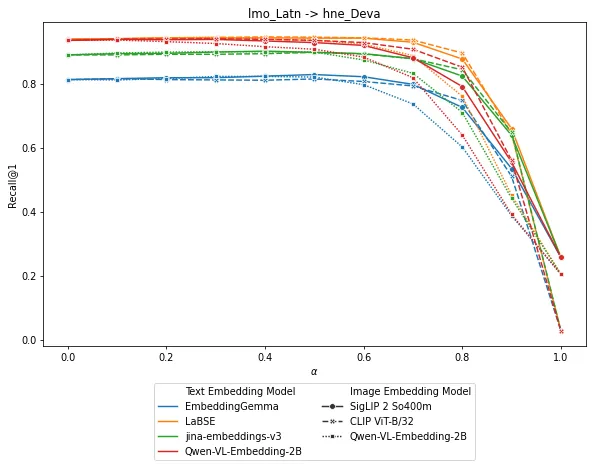 lmo_Latn -> hne_Deva
Recall@1
0.8
0.6
0.4
0.2
0.0
0.0 0.2 0.4 0.6 0.8 1.0
α
Text Embedding Model Image Embedding Model
EmbeddingGemma SigLIP 2 So400m
LaBSE CLIP ViT-B/32
jina-embeddings-v3 Qwen-VL-Embedding-2B
Qwen-VL-Embedding-2B